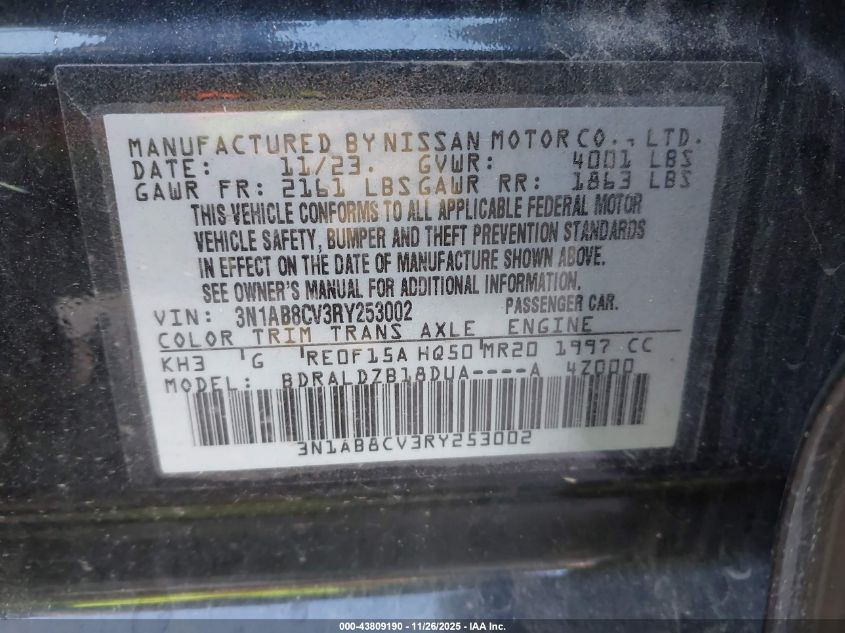 MANUFACTURED BY NISSAN MOTOR CO., LTD.
DATE: 11/23. GVWR: 4001 LBS
GAWR FR: 2161 LBS GAWR RR: 1863 LBS
THIS VEHICLE CONFORMS TO ALL APPLICABLE FEDERAL MOTOR
VEHICLE SAFETY, BUMPER AND THEFT PREVENTION STANDARDS
IN EFFECT ON THE DATE OF MANUFACTURE SHOWN ABOVE.
SEE OWNER'S MANUAL FOR ADDITIONAL INFORMATION.
VIN: 3N1AB8CV3RY253002 PASSENGER CAR.
COLOR TRIM TRANS AXLE ENGINE
KH3 G RE0F15A HQ50 MR20 1997 CC
MODEL: BDRALDZB18DUA----A 4Z000
3N1AB8CV3RY253002
000-43809190 - 11/26/2025 - IAA Inc.